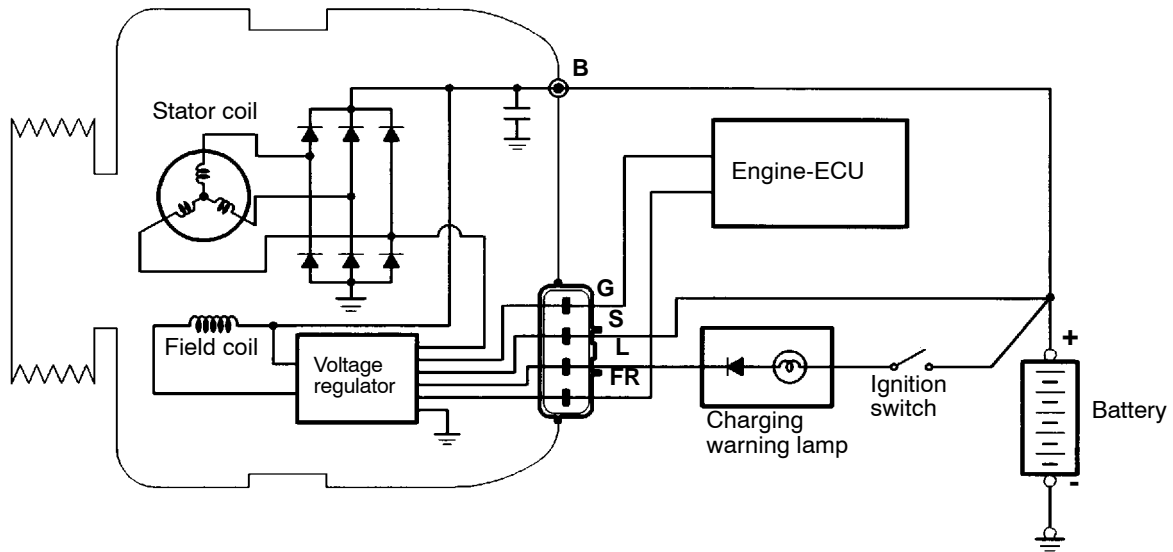 B
Stator coil
Engine-ECU
G
S
L
FR
Field coil
Voltage
regulator
Charging
warning lamp
Ignition
switch
+
Battery
-